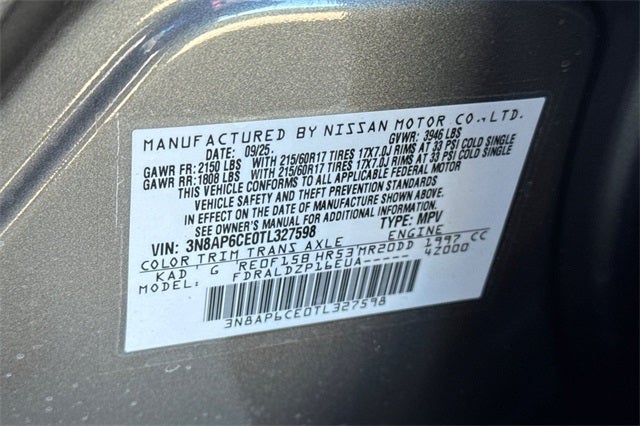 MANUFACTURED BY NISSAN MOTOR CO.,LTD.
DATE: 09/25. GVWR: 3946 LBS
GAWR FR: 2150 LBS WITH 215/60R17 TIRES 17X7.0J RIMS AT 33 PSI COLD SINGLE
GAWR RR: 1808 LBS WITH 215/60R17 TIRES 17X7.0J RIMS AT 33 PSI COLD SINGLE
THIS VEHICLE CONFORMS TO ALL APPLICABLE FEDERAL MOTOR
VEHICLE SAFETY AND THEFT PREVENTION STANDARDS
IN EFFECT ON THE DATE OF MANUFACTURE SHOWN ABOVE.
SEE OWNER'S MANUAL FOR ADDITIONAL INFORMATION.
VIN: 3N8AP6CE0TL327598 TYPE: MPV
COLOR TRIM TRANS AXLE ENGINE
KAD G RE0F15B HR53 MR20DD 1997 CC
MODEL: FDRALDZP16EUA----- 4Z000
3N8AP6CE0TL327598